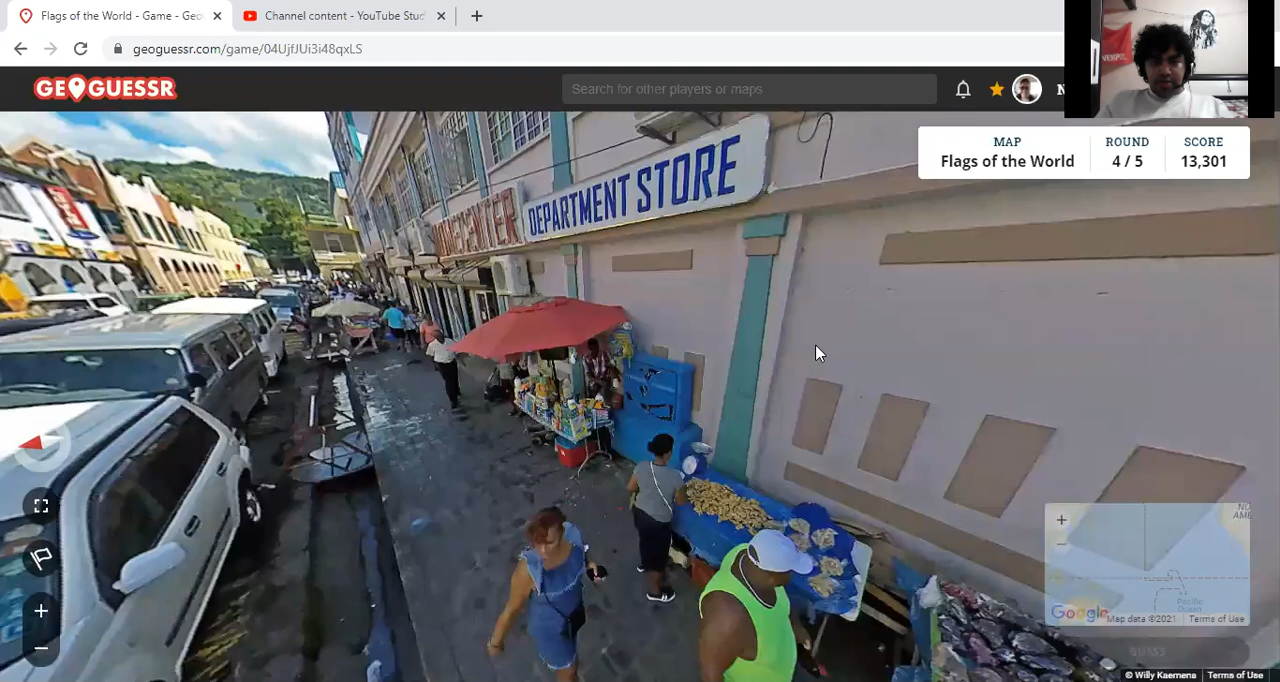 Flags of the World - Game - Geo
Channel content - YouTube Stud
geoguessr.com/game/04UjfJUi3i48qxLS
GEOGUESSR
Search for other players or maps
N
MAP
Flags of the World
ROUND
4 / 5
SCORE
13,301
DEPARTMENT STORE
Pacific
Ocean
Google
Map data ©2021
Terms of Use
GUESS
© Willy Kaemena
Terms of Use